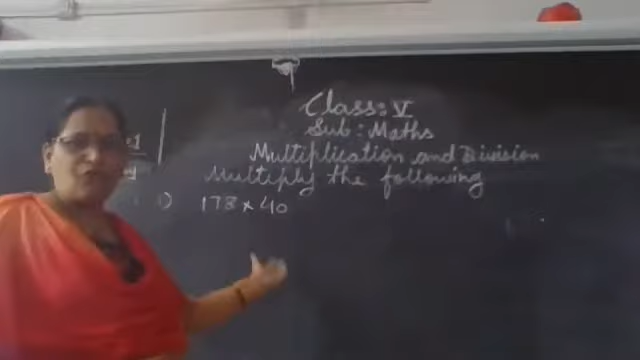 Class: V
Sub: Maths
Multiplication and Division
Multiply the following
1) 178 × 40